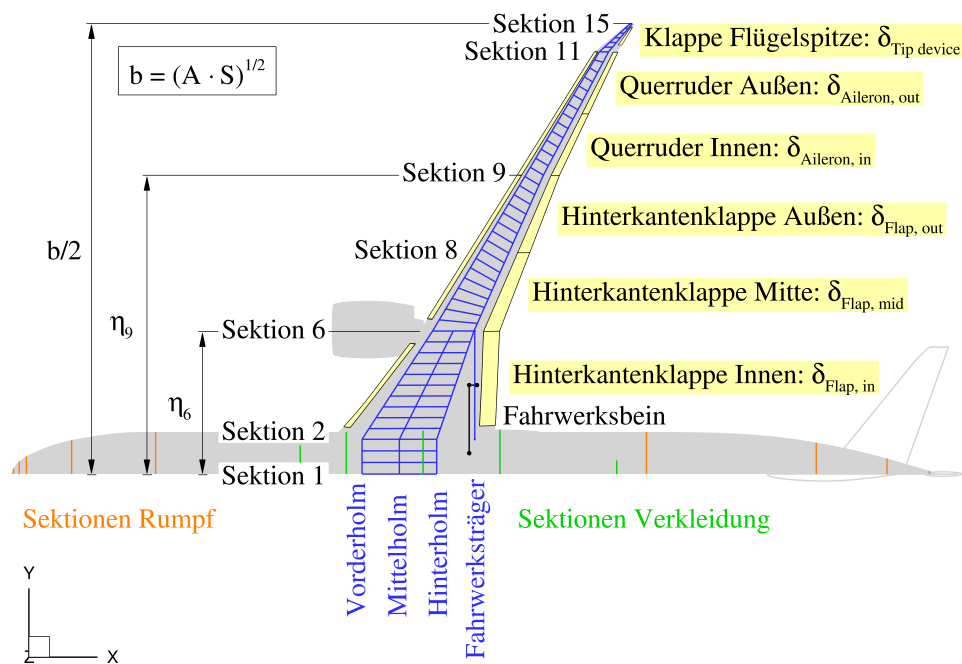 Sektion 15
Klappe Flügelspitze: δTip device
Sektion 11
b = (A · S)1/2
Querruder Außen: δAileron, out
Querruder Innen: δAileron, in
Sektion 9
Hinterkantenklappe Außen: δFlap, out
b/2
Sektion 8
Hinterkantenklappe Mitte: δFlap, mid
η9
Sektion 6
Hinterkantenklappe Innen: δFlap, in
η6
Fahrwerksbein
Sektion 2
Sektion 1
Sektionen Rumpf
Vorderholm
Mittelholm
Hinterholm
Fahrwerksträger
Sektionen Verkleidung
Y
Z
X